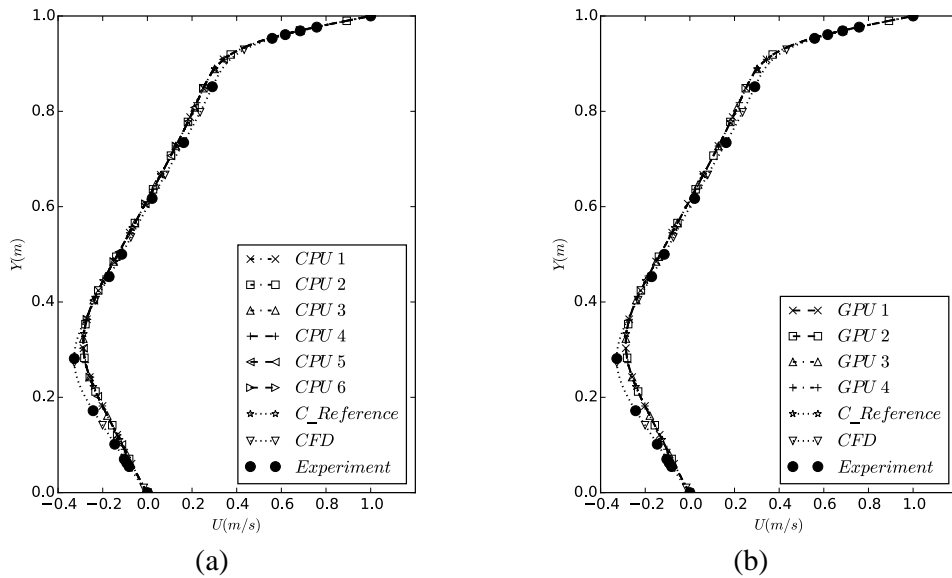 1.0
0.8
0.6
0.4
0.2
0.0
Y(m)
−0.4 −0.2 0.0 0.2 0.4 0.6 0.8 1.0
U(m/s)
CPU 1
CPU 2
CPU 3
CPU 4
CPU 5
CPU 6
C_Reference
CFD
Experiment
(a)
1.0
0.8
0.6
0.4
0.2
0.0
Y(m)
−0.4 −0.2 0.0 0.2 0.4 0.6 0.8 1.0
U(m/s)
GPU 1
GPU 2
GPU 3
GPU 4
C_Reference
CFD
Experiment
(b)